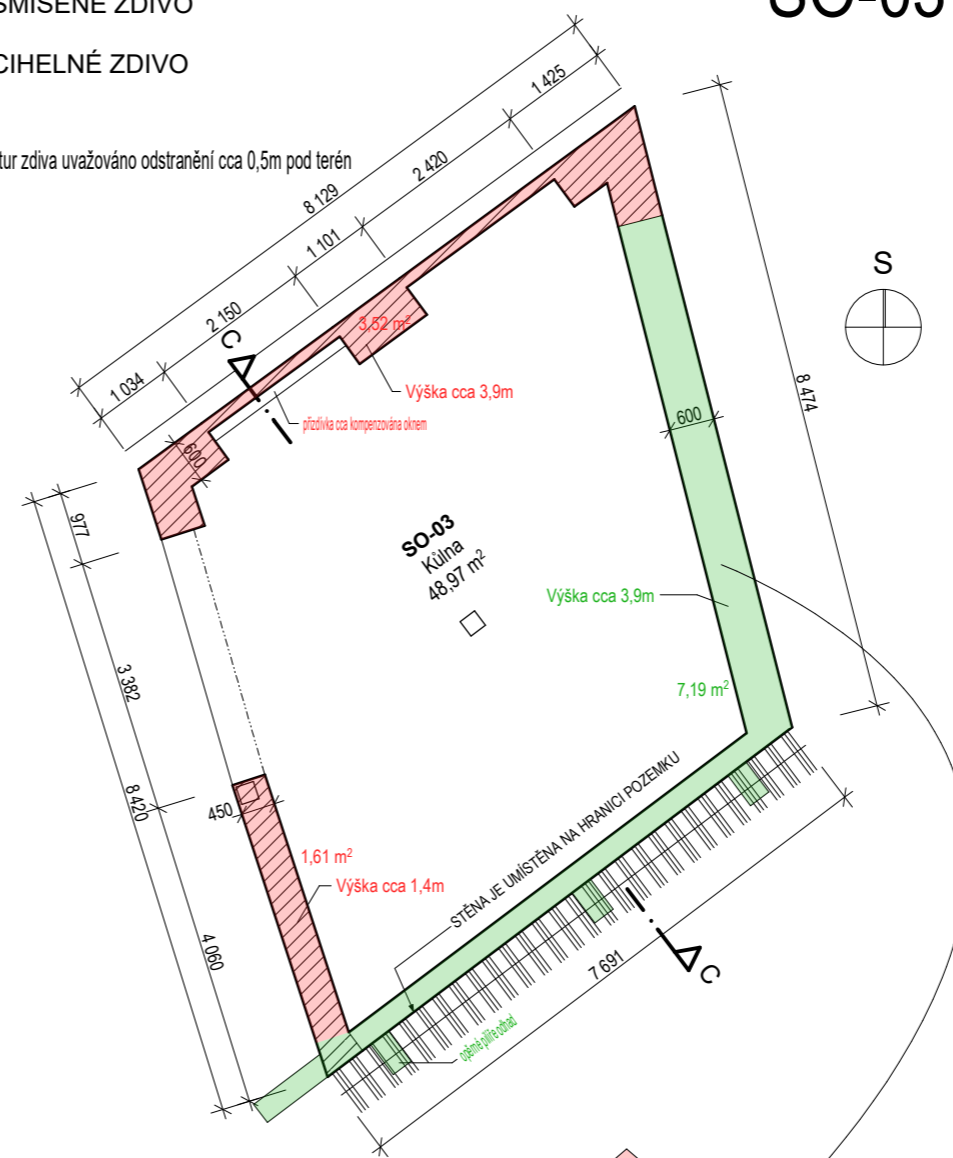 SMÍŠENÉ ZDIVO
SO-03
CIHELNÉ ZDIVO
tur zdiva uvažováno odstranění cca 0,5m pod terén
1 425
2 420
8 129
1 101
2 150
1 034
C
3,52 m²
Výška cca 3,9m
přizdívka cca kompenzována oknem
600
S
8 474
600
977
SO-03
Kůlna
48,97 m²
Výška cca 3,9m
7,19 m²
3 382
8 420
450
1,61 m²
Výška cca 1,4m
STĚNA JE UMÍSTĚNA NA HRANICI POZEMKU
4 060
7 691
C
opěrné pilíře odhad